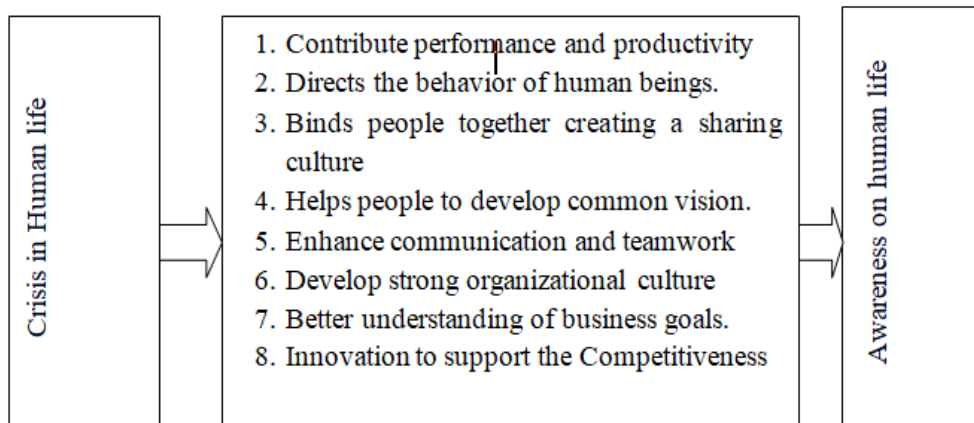 Crisis in Human life
1. Contribute performance and productivity
2. Directs the behavior of human beings.
3. Binds people together creating a sharing
culture
4. Helps people to develop common vision.
5. Enhance communication and teamwork
6. Develop strong organizational culture
7. Better understanding of business goals.
8. Innovation to support the Competitiveness
Awareness on human life